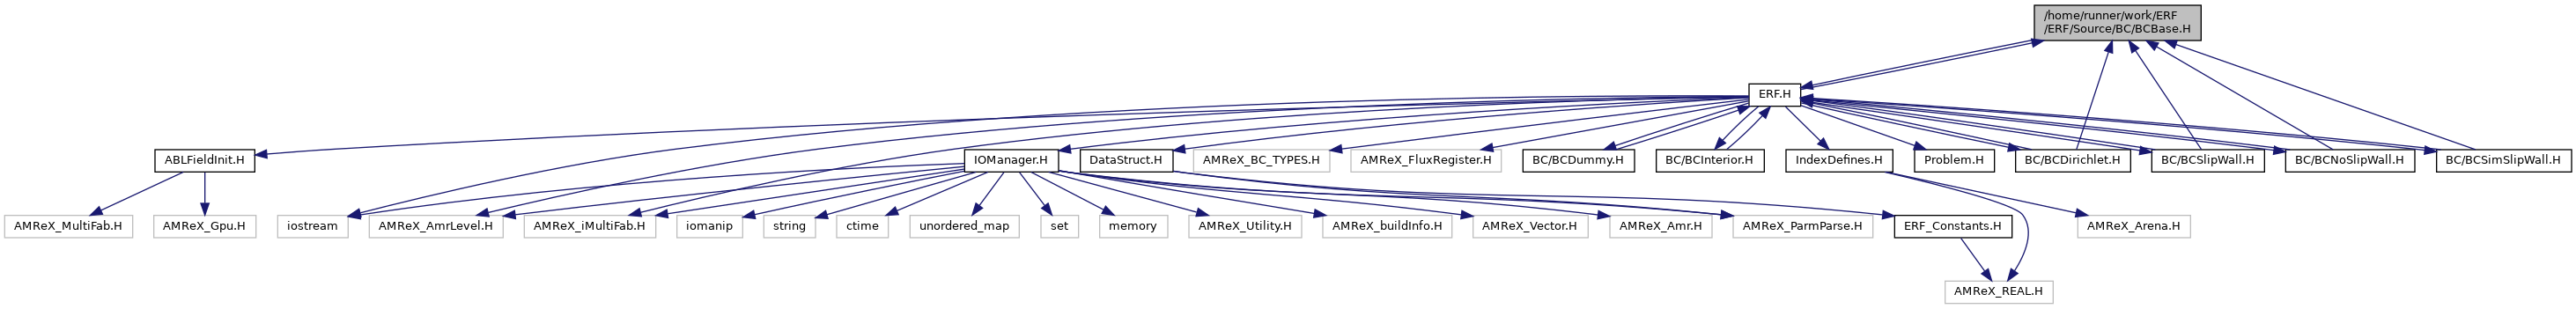 /home/runner/work/ERF
/ERF/Source/BC/BCBase.H
ERF.H
ABLFieldInit.H
IOManager.H
DataStruct.H
AMReX_BC_TYPES.H
AMReX_FluxRegister.H
BC/BCDummy.H
BC/BCInterior.H
IndexDefines.H
Problem.H
BC/BCDirichlet.H
BC/BCSlipWall.H
BC/BCNoSlipWall.H
BC/BCSimSlipWall.H
AMReX_MultiFab.H
AMReX_Gpu.H
iostream
AMReX_AmrLevel.H
AMReX_iMultiFab.H
iomanip
string
ctime
unordered_map
set
memory
AMReX_Utility.H
AMReX_buildInfo.H
AMReX_Vector.H
AMReX_Amr.H
AMReX_ParmParse.H
ERF_Constants.H
AMReX_Arena.H
AMReX_REAL.H